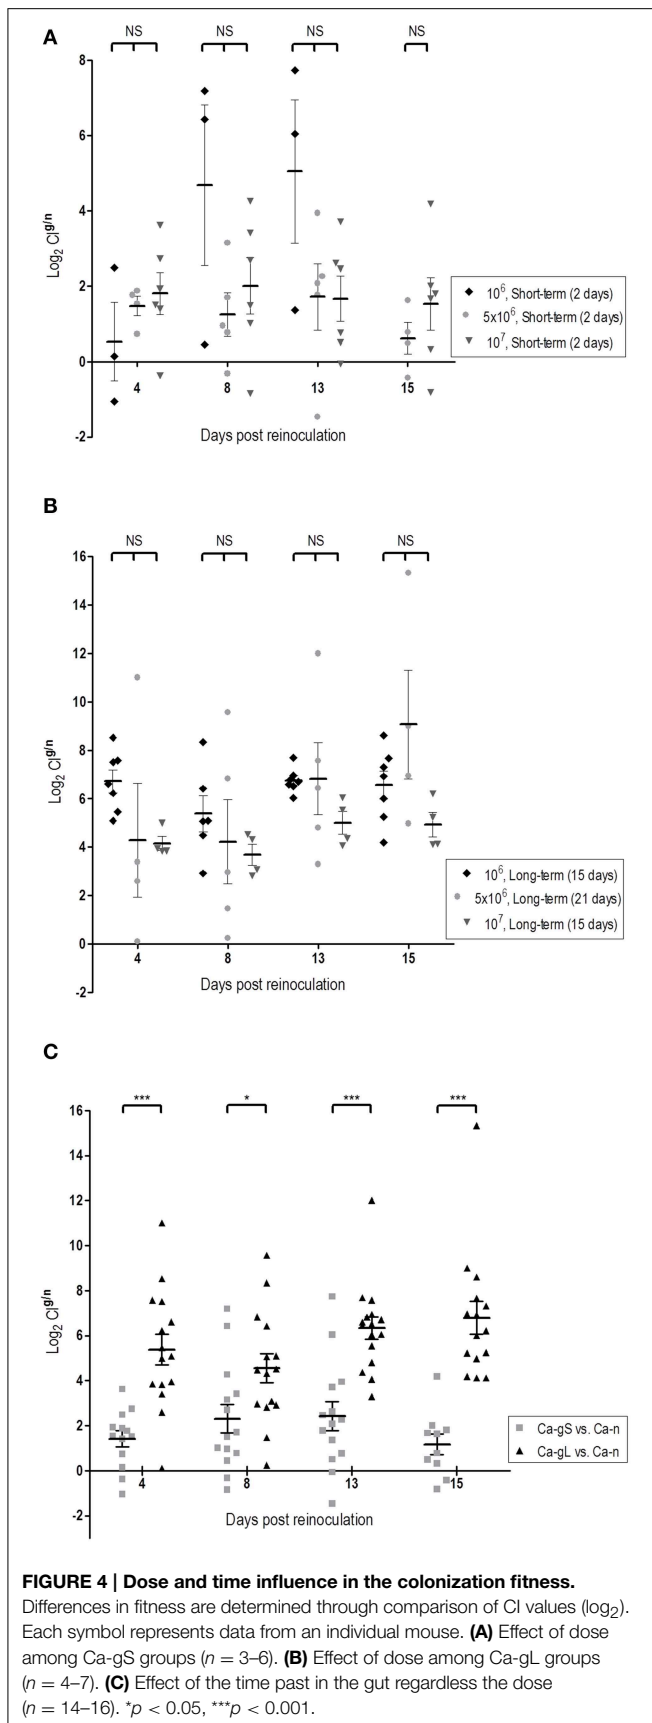 A
NS NS NS NS
8
6
4
2
0
-2
Log2 CI^g/n
4 8 13 15
Days post reinoculation
10^6, Short-term (2 days)
5x10^6, Short-term (2 days)
10^7, Short-term (2 days)
B
NS NS NS NS
16
14
12
10
8
6
4
2
0
-2
Log2 CI^g/n
4 8 13 15
Days post reinoculation
10^6, Long-term (15 days)
5x10^6, Long-term (21 days)
10^7, Long-term (15 days)
C
*** * *** ***
16
14
12
10
8
6
4
2
0
-2
Log2 CI^g/n
4 8 13 15
Days post reinoculation
Ca-gS vs. Ca-n
Ca-gL vs. Ca-n
FIGURE 4 | Dose and time influence in the colonization fitness.
Differences in fitness are determined through comparison of CI values (log2).
Each symbol represents data from an individual mouse. (A) Effect of dose
among Ca-gS groups (n = 3–6). (B) Effect of dose among Ca-gL groups
(n = 4–7). (C) Effect of the time past in the gut regardless the dose
(n = 14–16). *p < 0.05, ***p < 0.001.